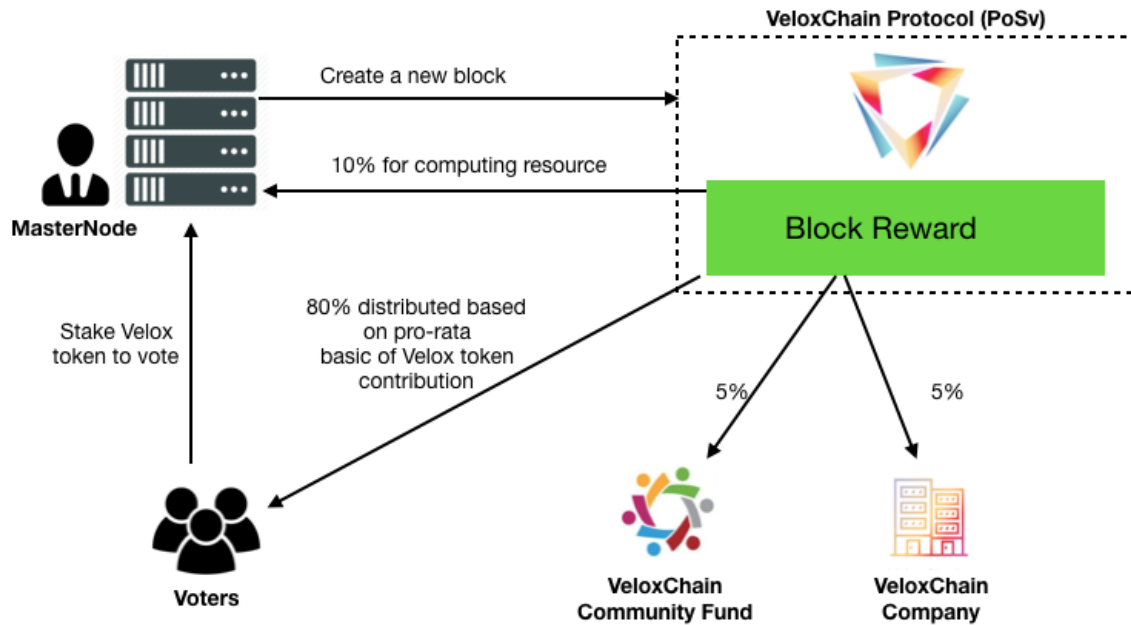 VeloxChain Protocol (PoSv)
Create a new block
10% for computing resource
MasterNode
Block Reward
80% distributed based
on pro-rata
basic of Velox token
contribution
Stake Velox
token to vote
5%
5%
Voters
VeloxChain
Community Fund
VeloxChain
Company